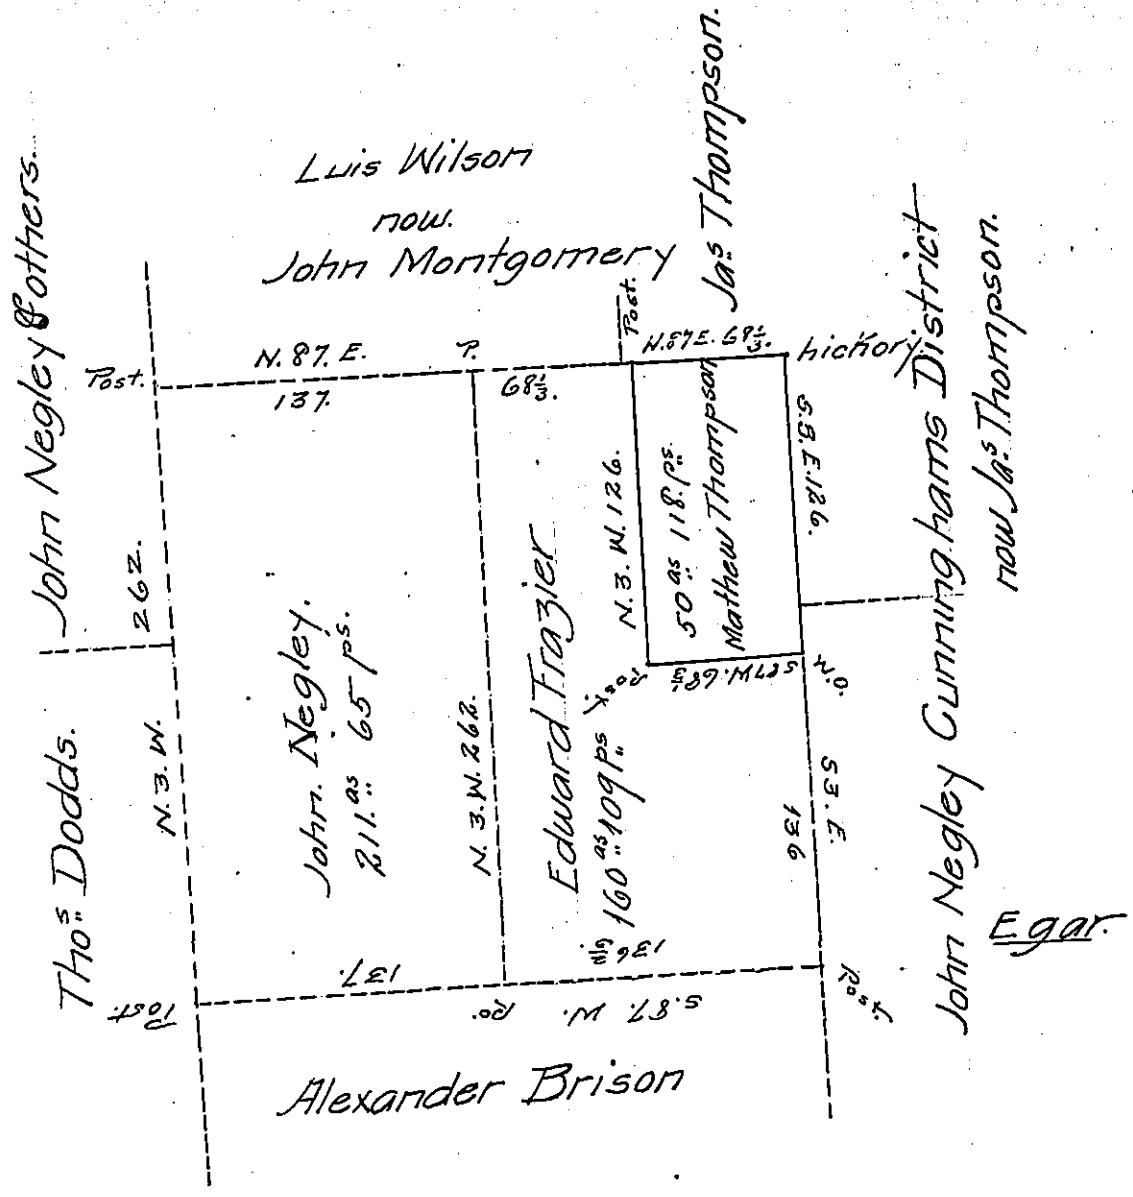 Luis Wilson
now.
John Montgomery
Jaˢ Thompson.
John Negley & others.
Thoˢ Dodds.
Post.
N. 87. E.
137.
P.
68⅓.
Post.
N. 87 E. 68⅓.
hickory
262.
N. 3. W.
John. Negley.
211. as 65 ps.
N. 3. W. 262.
Edward Frazier
160 as 109 ps
N. 3. W. 126.
50 as 118. ps.
Mathew Thompson
S. 3. E. 126.
Post
S 87 W. 68⅓
S 3. E.
136
John Negley Cunninghams District
now Jaˢ Thompson.
Egar.
Post
137.
S. 87. W.
Po.
Post.
Alexander Brison